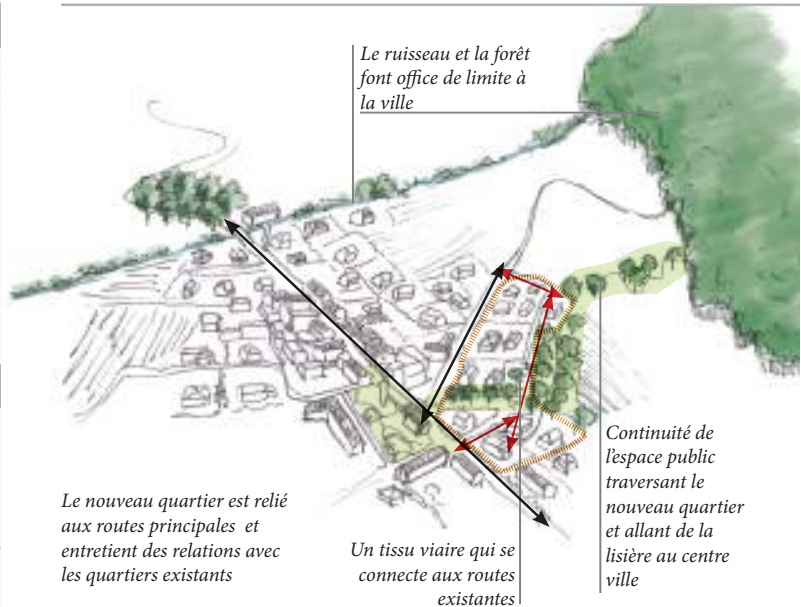 Le ruisseau et la forêt
font office de limite à
la ville
Le nouveau quartier est relié
aux routes principales et
entretient des relations avec
les quartiers existants
Un tissu viaire qui se
connecte aux routes
existantes
Continuité de
l'espace public
traversant le
nouveau quartier
et allant de la
lisière au centre
ville